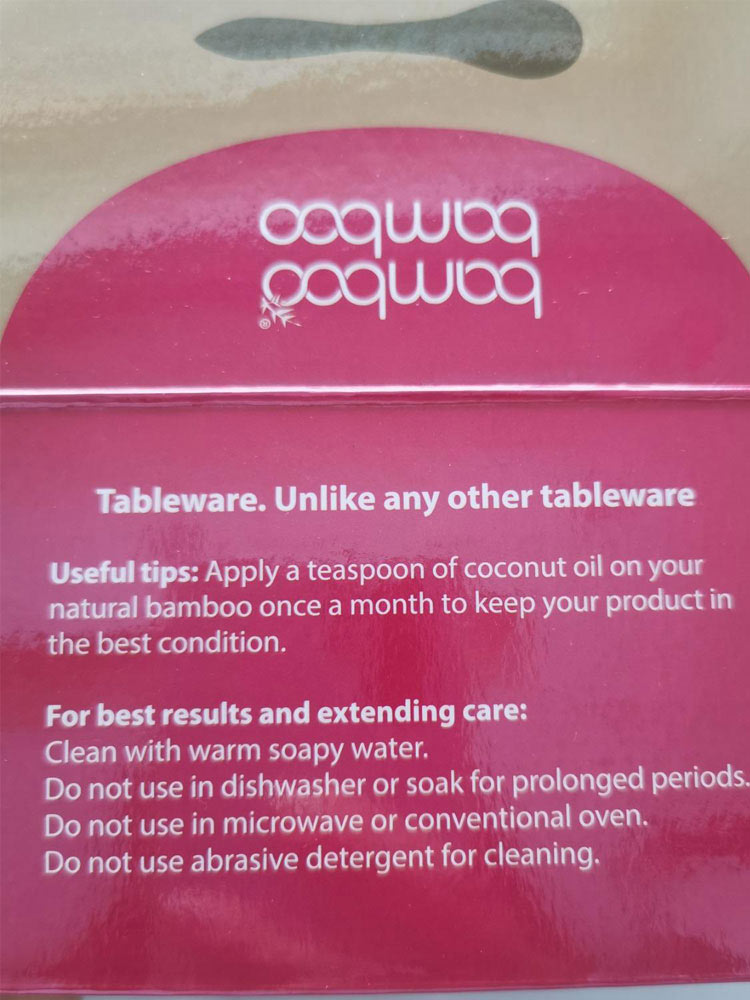 bamboo
bamboo
®
Tableware. Unlike any other tableware
Useful tips: Apply a teaspoon of coconut oil on your
natural bamboo once a month to keep your product in
the best condition.
For best results and extending care:
Clean with warm soapy water.
Do not use in dishwasher or soak for prolonged periods.
Do not use in microwave or conventional oven.
Do not use abrasive detergent for cleaning.